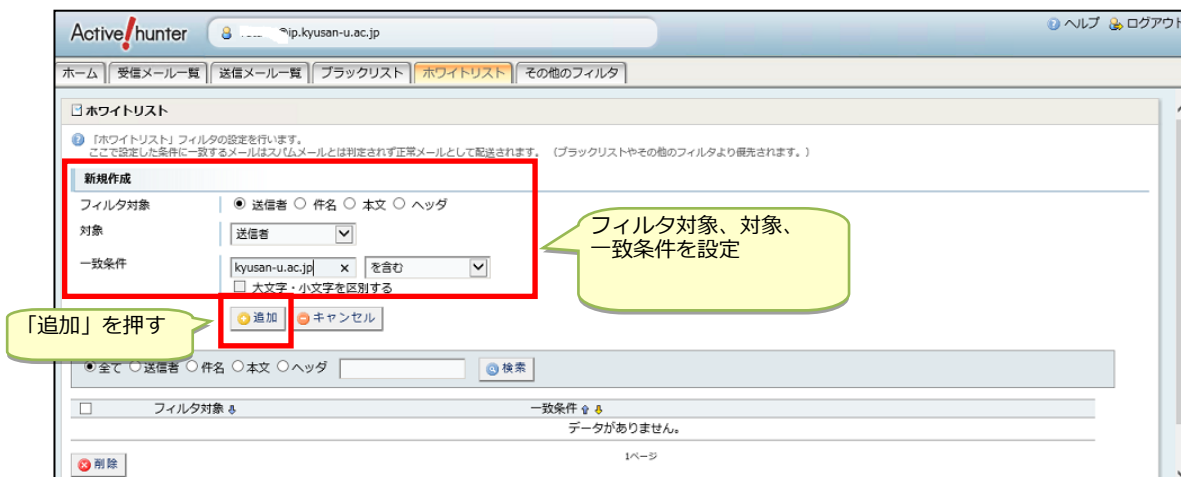 Active!hunter
ip.kyusan-u.ac.jp
ヘルプ ログアウト
ホーム 受信メール一覧 送信メール一覧 ブラックリスト ホワイトリスト その他のフィルタ
ホワイトリスト
「ホワイトリスト」フィルタの設定を行います。
ここで設定した条件に一致するメールはスパムメールとは判定されず正常メールとして配送されます。 （ブラックリストやその他のフィルタより優先されます。）
新規作成
フィルタ対象 送信者 件名 本文 ヘッダ
対象 送信者
一致条件 kyusan-u.ac.jp x を含む
大文字・小文字を区別する
フィルタ対象、対象、
一致条件を設定
追加 キャンセル
「追加」を押す
全て 送信者 件名 本文 ヘッダ 検索
フィルタ対象 一致条件
データがありません。
削除 1ページ